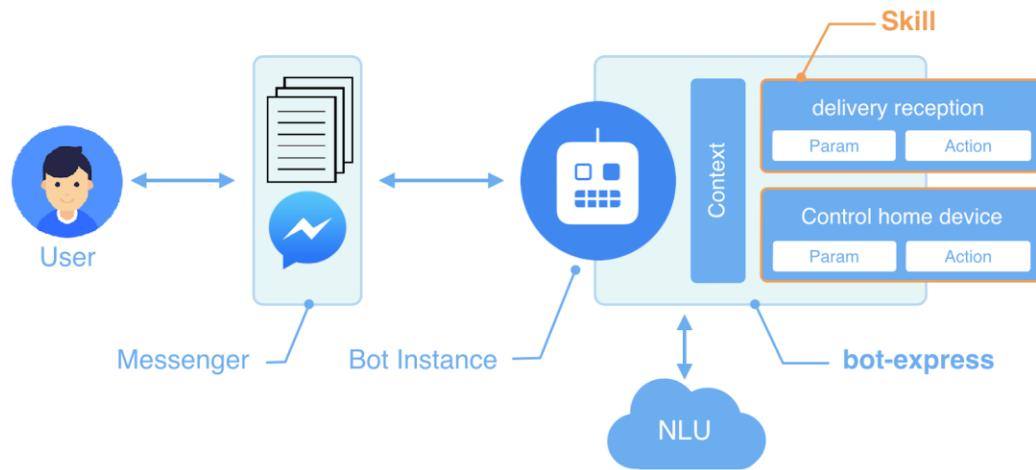 Skill
delivery reception
Param Action
Context
Control home device
Param Action
User
Messenger
Bot Instance
bot-express
NLU